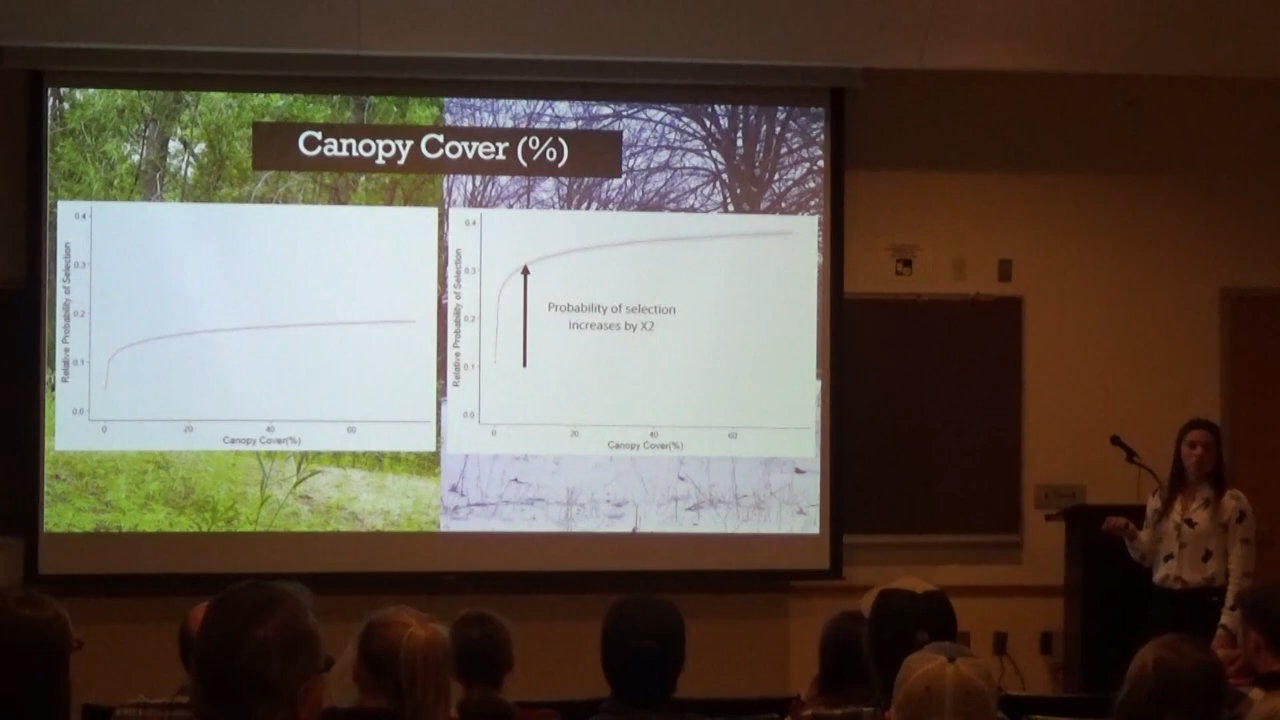 Canopy Cover (%)
0.4
0.3
0.2
0.1
0.0
Relative Probability of Selection
0
20
40
60
Canopy Cover(%)
0.4
0.3
0.2
0.1
0.0
Relative Probability of Selection
Probability of selection
increases by X2
0
20
40
60
Canopy Cover(%)